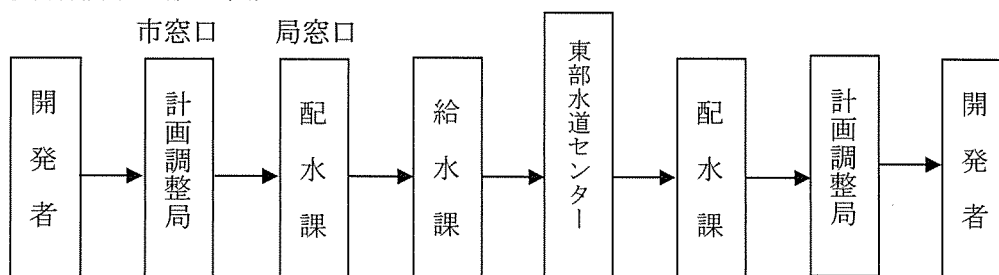 市窓口
局窓口
開発者
計画調整局
配水課
給水課
東部水道センター
配水課
計画調整局
開発者